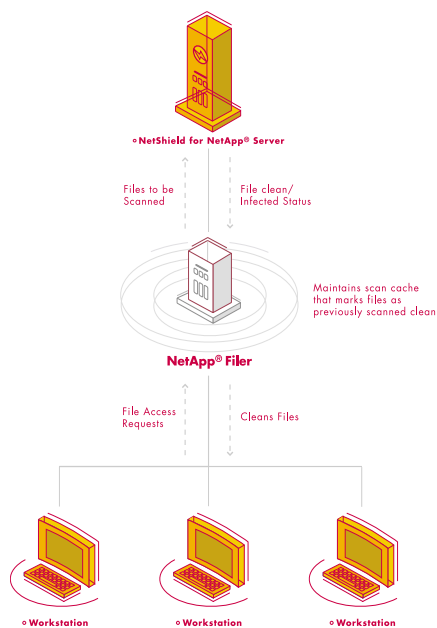 NetShield for NetApp® Server
Files to be
Scanned
File clean/
Infected Status
Maintains scan cache
that marks files as
previously scanned clean
NetApp® Filer
File Access
Requests
Cleans Files
Workstation
Workstation
Workstation